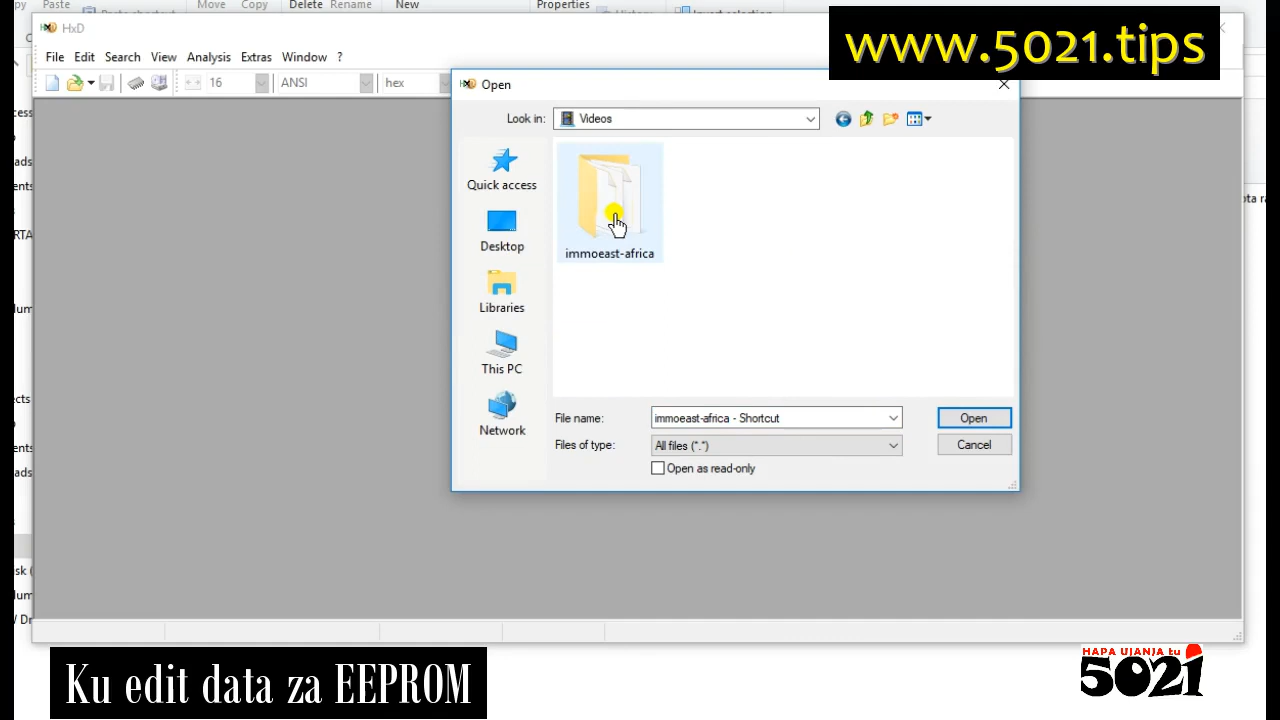 Paste
Move
Copy
Delete
Rename
New
Properties
www.5021.tips
HxD
File Edit Search View Analysis Extras Window ?
16
ANSI
hex
Open
Look in:
Videos
Quick access
Desktop
Libraries
This PC
Network
immoeast-africa
File name:
immoeast-africa - Shortcut
Open
Files of type:
All files (*.*)
Cancel
Open as read-only
Ku edit data za EEPROM
HAPA UJANJA tu
5021